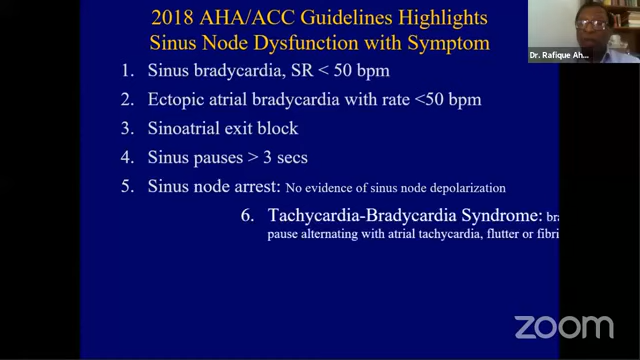 2018 AHA/ACC Guidelines Highlights
Sinus Node Dysfunction with Symptom
Dr. Rafique Ah...
1. Sinus bradycardia, SR < 50 bpm
2. Ectopic atrial bradycardia with rate <50 bpm
3. Sinoatrial exit block
4. Sinus pauses > 3 secs
5. Sinus node arrest: No evidence of sinus node depolarization
6. Tachycardia-Bradycardia Syndrome: bra
pause alternating with atrial tachycardia, flutter or fibri
zoom